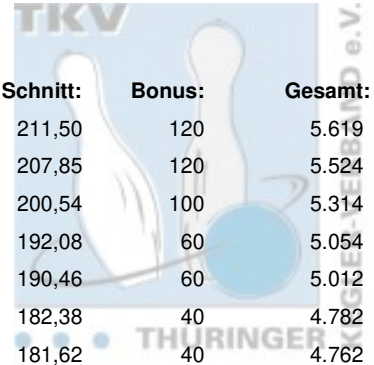 TKV
Schnitt: Bonus: Gesamt:
211,50 120 5.619
207,85 120 5.524
200,54 100 5.314
192,08 60 5.054
190,46 60 5.012
182,38 40 4.782
THÜRINGER
181,62 40 4.762
KEGLER-VERBAND e.V.